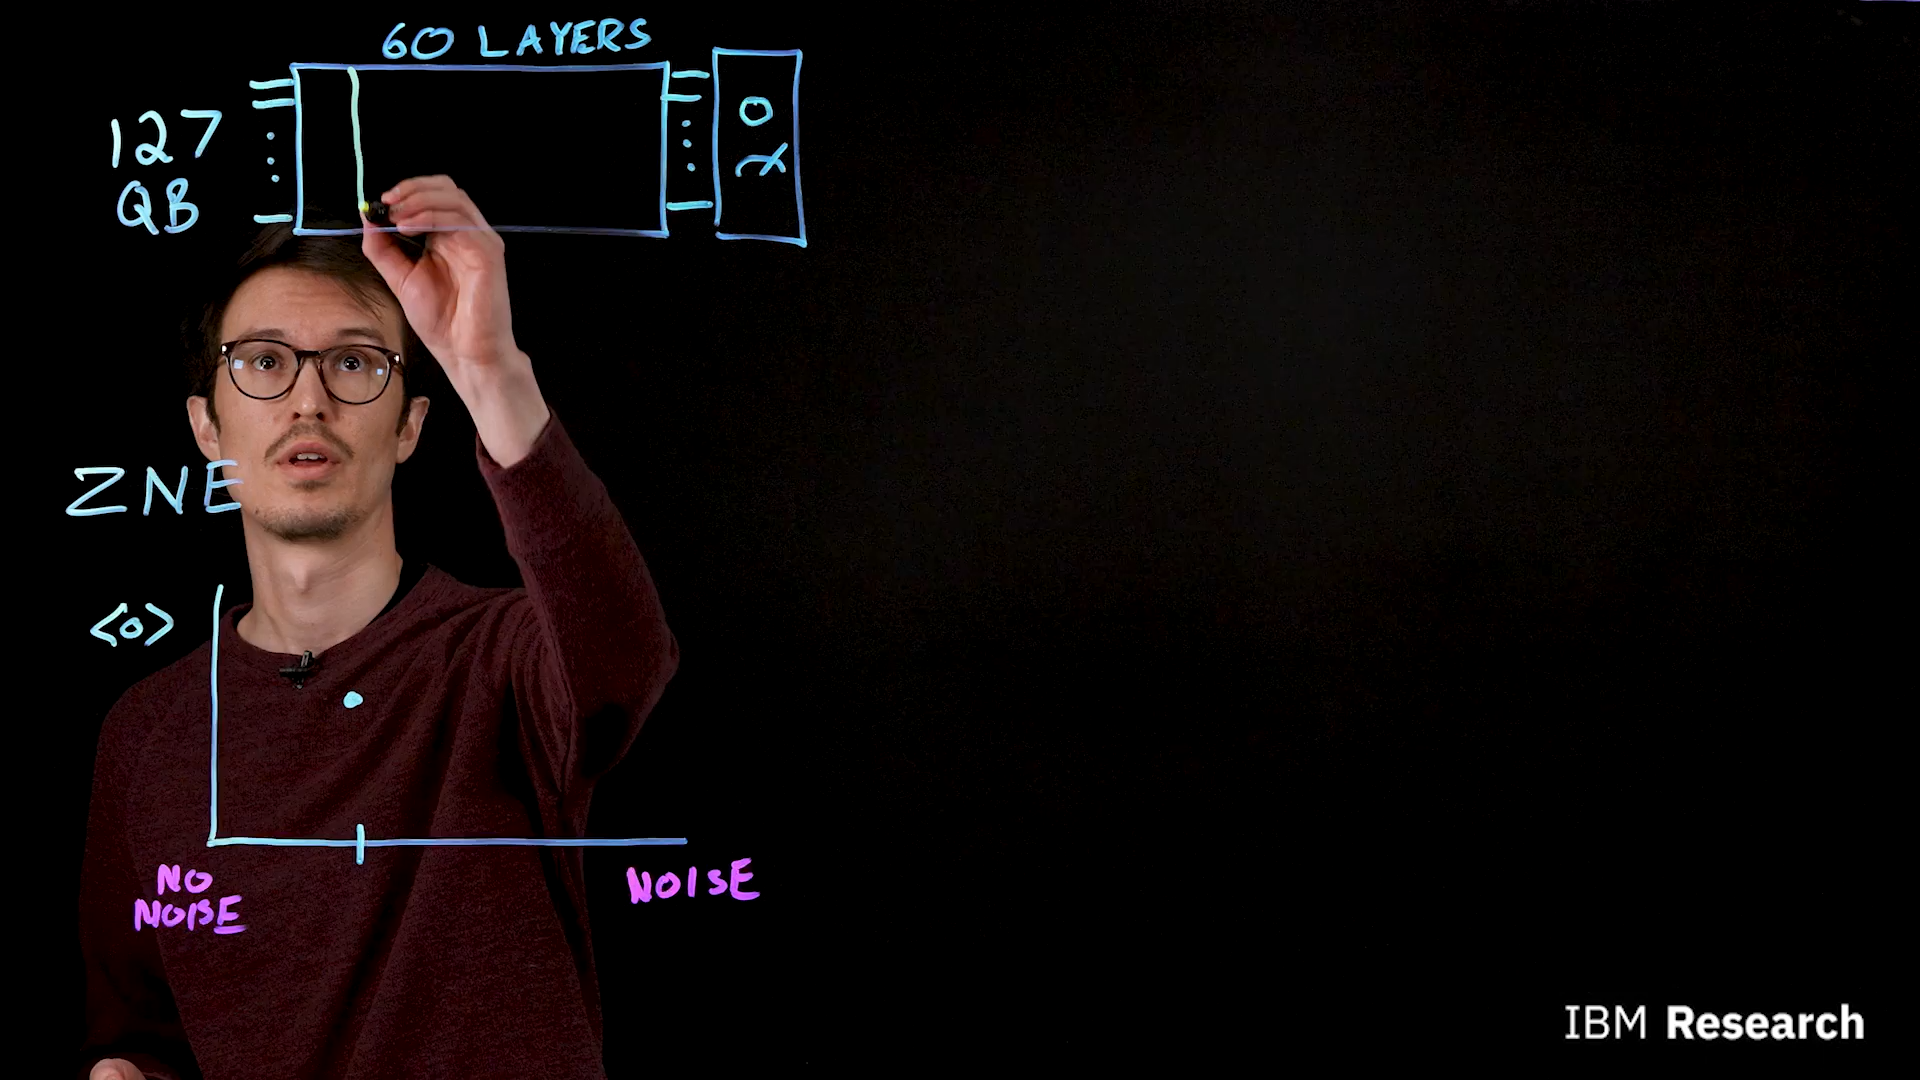 60 LAYERS
127
QB
O
ZNE
<O>
NO
NOISE
NOISE
IBM Research